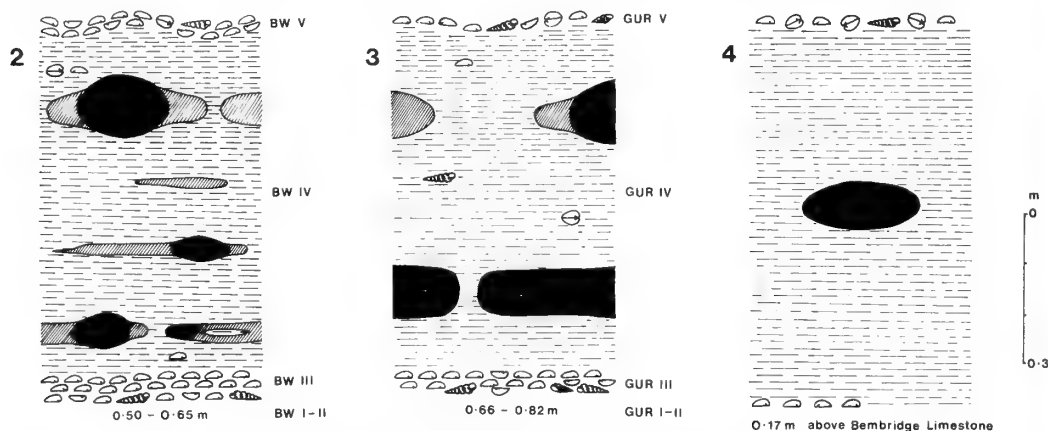 2
BW V
BW IV
BW III
0·50 – 0·65 m
BW I-II
3
GUR V
GUR IV
GUR III
0·66 – 0·82 m
GUR I-II
4
m
0
0·3
0·17 m above Bembridge Limestone